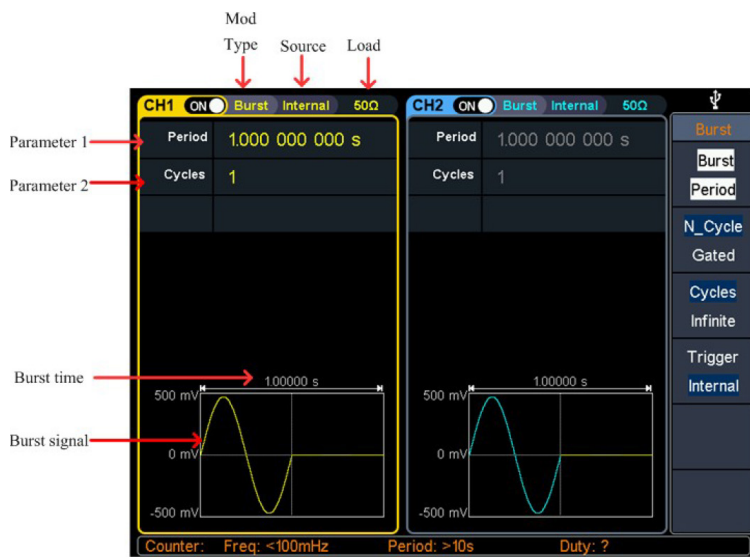 Mod
Type
Source
Load
CH1 ON Burst Internal 50Ω
CH2 ON Burst Internal 50Ω
Parameter 1
Period 1.000 000 000 s
Period 1.000 000 000 s
Parameter 2
Cycles 1
Cycles 1
Burst
Burst
Period
N_Cycle
Gated
Cycles
Infinite
Trigger
Internal
Burst time
1.00000 s
500 mV
Burst signal
0 mV
-500 mV
1.00000 s
500 mV
0 mV
-500 mV
Counter: Freq: <100mHz Period: >10s Duty: ?